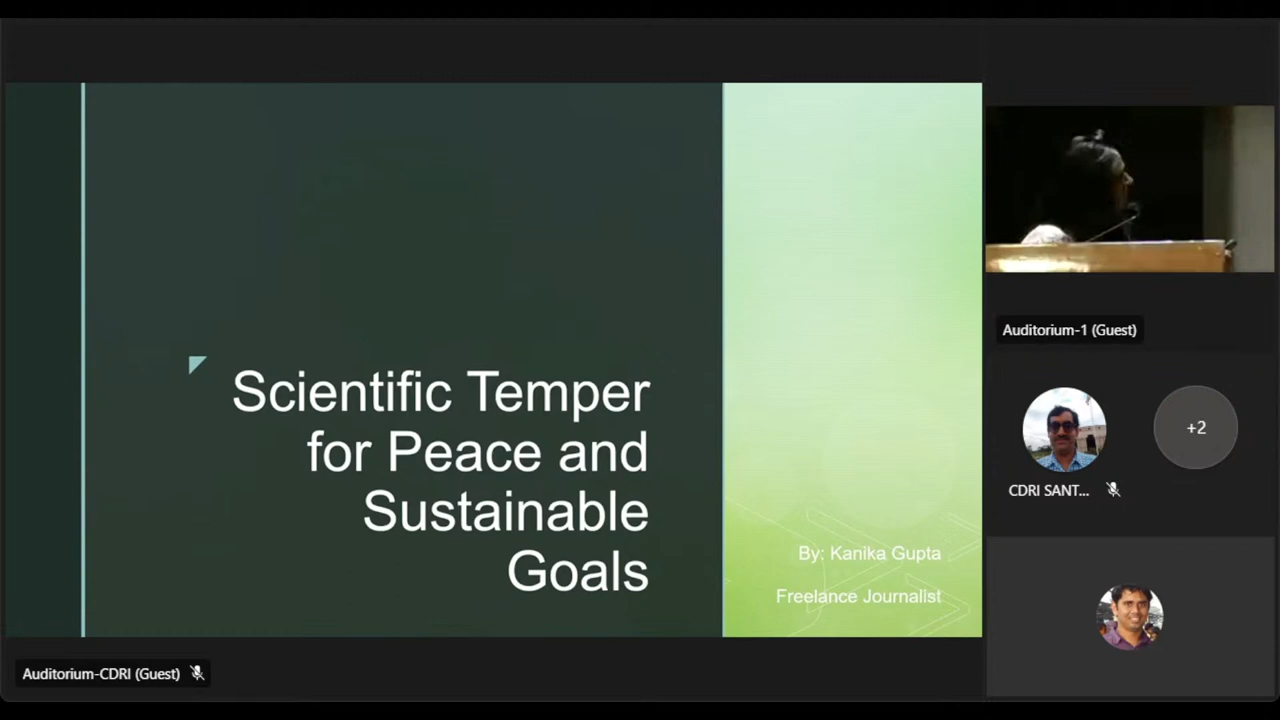 Scientific Temper
for Peace and
Sustainable
Goals
By: Kanika Gupta
Freelance Journalist
Auditorium-1 (Guest)
+2
CDRI SANT...
Auditorium-CDRI (Guest)